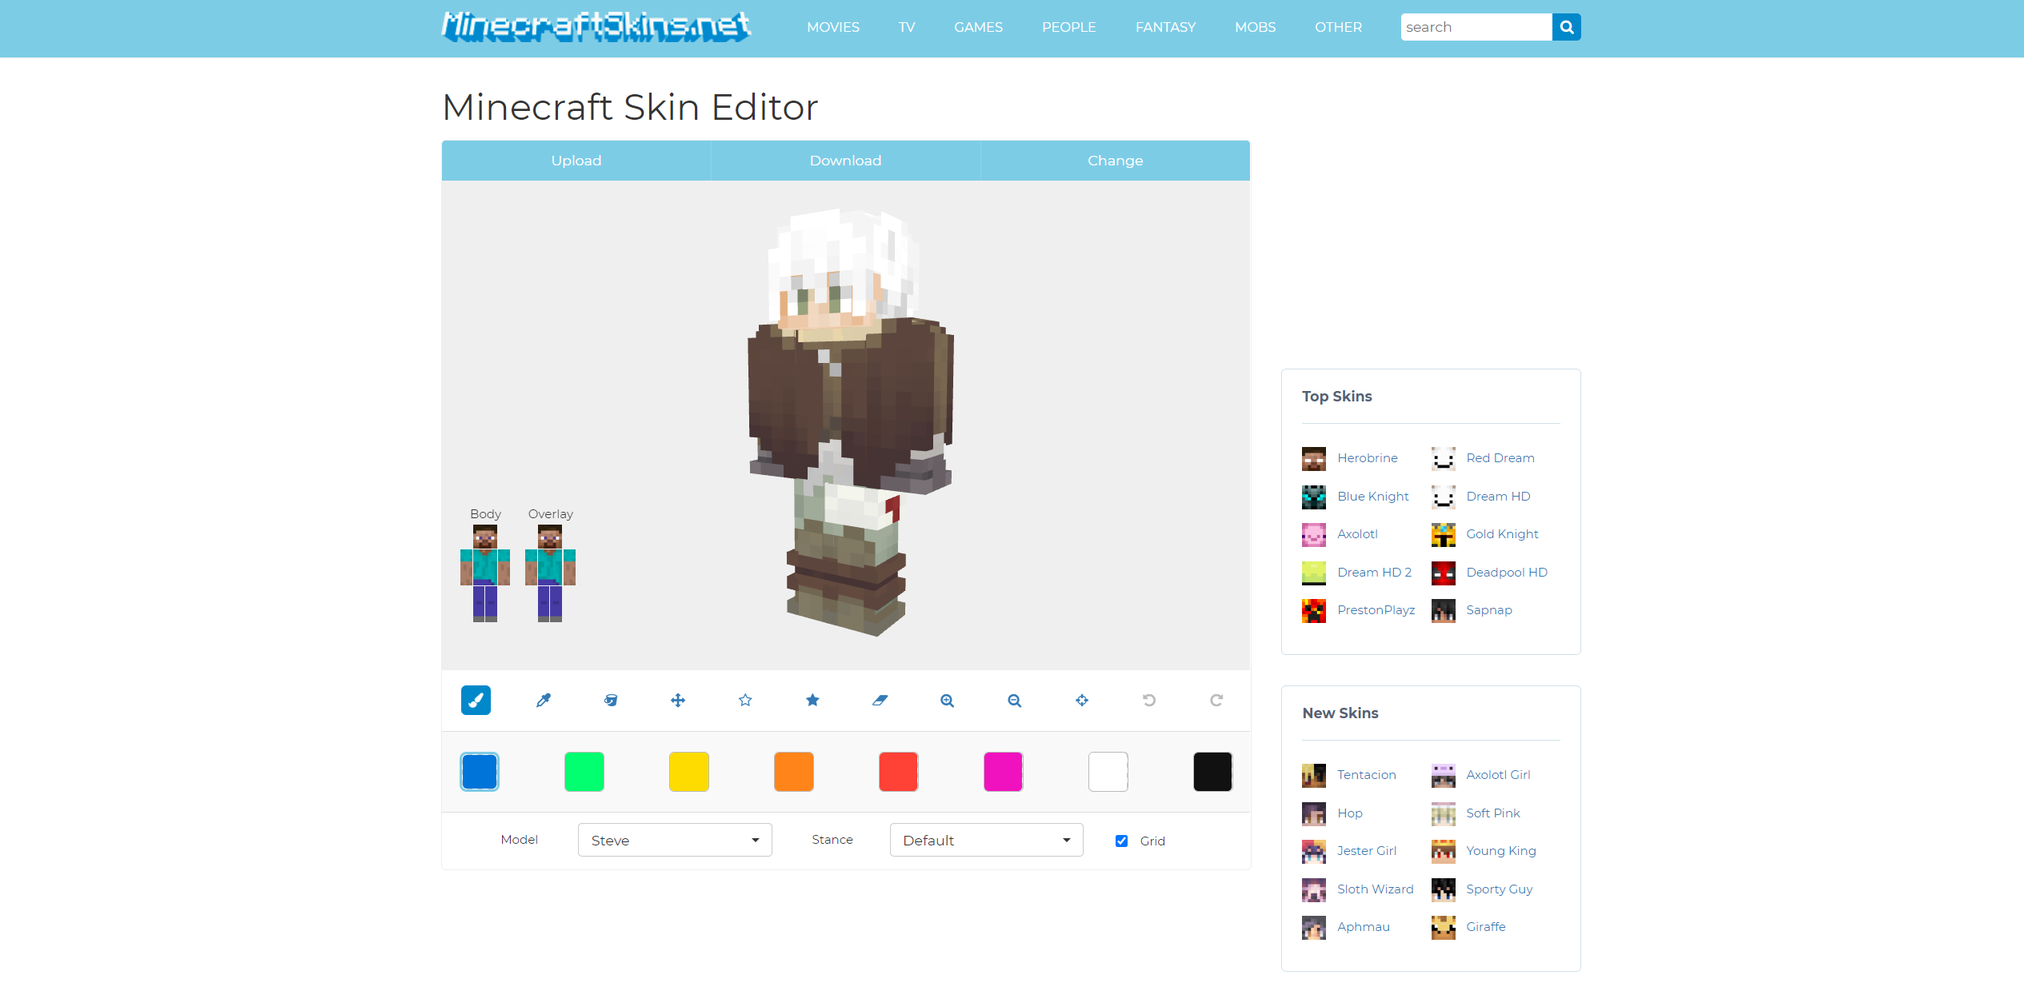 MinecraftSkins.net
MOVIES TV GAMES PEOPLE FANTASY MOBS OTHER
search
Minecraft Skin Editor
Upload Download Change
Body Overlay
Model Steve Stance Default Grid
Top Skins
Herobrine Red Dream
Blue Knight Dream HD
Axolotl Gold Knight
Dream HD 2 Deadpool HD
PrestonPlayz Sapnap
New Skins
Tentacion Axolotl Girl
Hop Soft Pink
Jester Girl Young King
Sloth Wizard Sporty Guy
Aphmau Giraffe